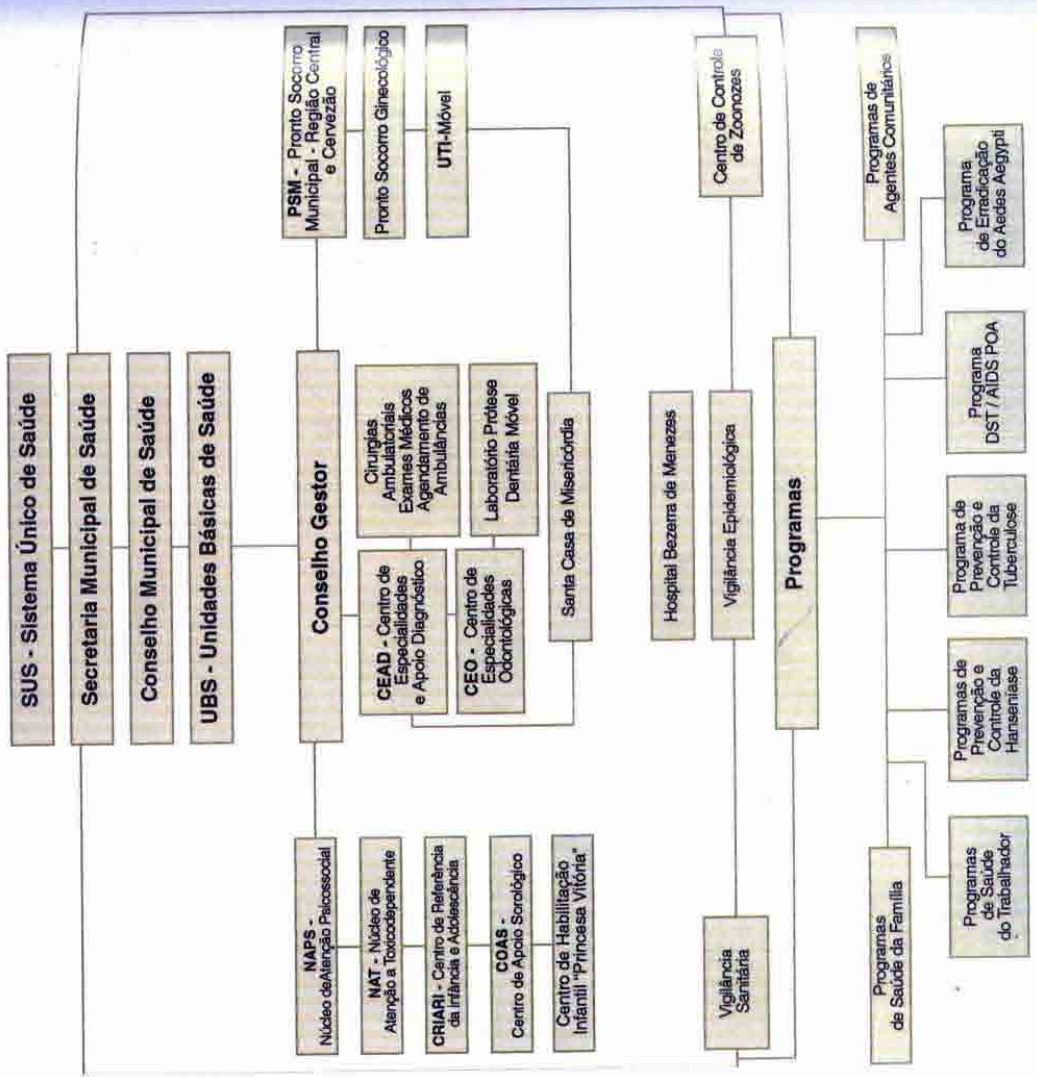 SUS - Sistema Único de Saúde
Secretaria Municipal de Saúde
Conselho Municipal de Saúde
UBS - Unidades Básicas de Saúde
Conselho Gestor
NAPS -
Núcleo deAtenção Psicossocial
NAT - Núcleo de
Atenção a Toxicodependente
CRIARI - Centro de Referência
da Infância e Adolescência
COAS -
Centro de Apoio Sorológico
Centro de Habilitação
Infantil "Princesa Vitória"
CEAD - Centro de
Especialidades
e Apoio Diagnóstico
Cirurgias
Ambulatoriais
Exames Médicos
Agendamento de
Ambulâncias
CEO - Centro de
Especialidades
Odontológicas
Laboratório Prótese
Dentária Móvel
Santa Casa de Misericórdia
PSM - Pronto Socorro
Municipal - Região Central
e Cervezão
Pronto Socorro Ginecológico
UTI-Móvel
Hospital Bezerra de Menezes
Vigilância
Sanitária
Vigilância Epidemiológica
Centro de Controle
de Zoonozes
Programas
Programas
de Saúde da Família
Programas de
Agentes Comunitários
Programas
de Saúde
do Trabalhador
Programas de
Prevenção e
Controle da
Hanseníase
Programa de
Prevenção e
Controle da
Tuberculose
Programa
DST / AIDS POA
Programa
de Erradicação
do Aedes Aegypti